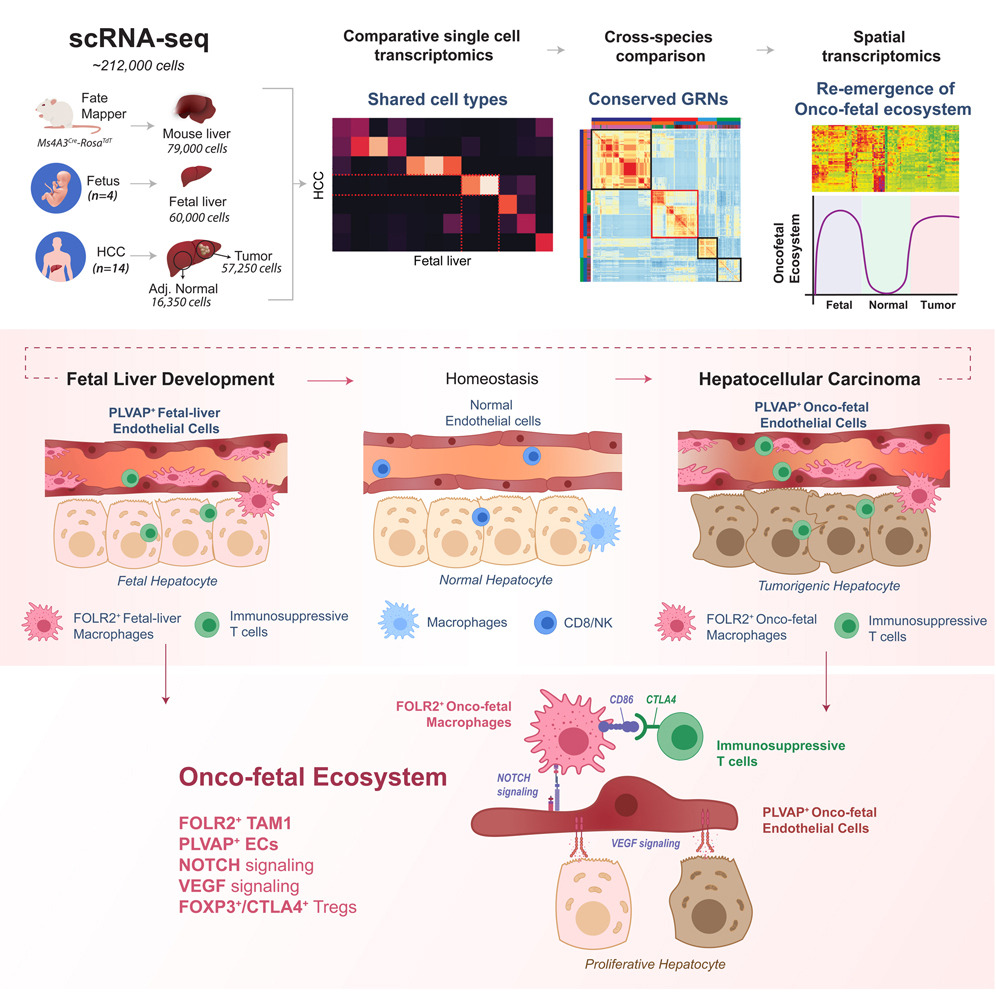 scRNA-seq
~212,000 cells
Fate
Mapper
Ms4A3Cre-RosaTdT
Mouse liver
79,000 cells
Fetus
(n=4)
Fetal liver
60,000 cells
HCC
(n=14)
Tumor
57,250 cells
Adj. Normal
16,350 cells
Comparative single cell
transcriptomics
Shared cell types
HCC
Fetal liver
Cross-species
comparison
Conserved GRNs
Spatial
transcriptomics
Re-emergence of
Onco-fetal ecosystem
Oncofetal
Ecosystem
Fetal Normal Tumor
Fetal Liver Development
PLVAP+ Fetal-liver
Endothelial Cells
Fetal Hepatocyte
FOLR2+ Fetal-liver
Macrophages
Immunosuppressive
T cells
Homeostasis
Normal
Endothelial cells
Normal Hepatocyte
Macrophages
CD8/NK
Hepatocellular Carcinoma
PLVAP+ Onco-fetal
Endothelial Cells
Tumorigenic Hepatocyte
FOLR2+ Onco-fetal
Macrophages
Immunosuppressive
T cells
Onco-fetal Ecosystem
FOLR2+ TAM1
PLVAP+ ECs
NOTCH signaling
VEGF signaling
FOXP3+/CTLA4+ Tregs
FOLR2+ Onco-fetal
Macrophages
CD86
CTLA4
Immunosuppressive
T cells
NOTCH
signaling
PLVAP+ Onco-fetal
Endothelial Cells
VEGF signaling
Proliferative Hepatocyte